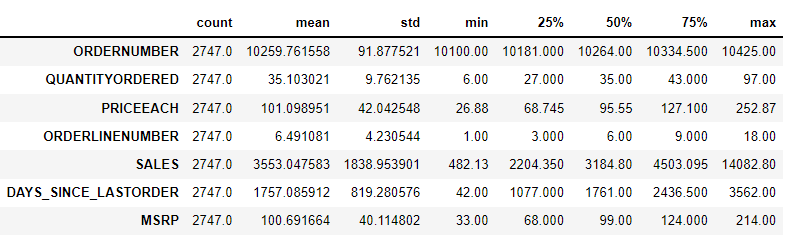 count mean std min 25% 50% 75% max
ORDERNUMBER 2747.0 10259.761558 91.877521 10100.00 10181.000 10264.00 10334.500 10425.00
QUANTITYORDERED 2747.0 35.103021 9.762135 6.00 27.000 35.00 43.000 97.00
PRICEEACH 2747.0 101.098951 42.042548 26.88 68.745 95.55 127.100 252.87
ORDERLINENUMBER 2747.0 6.491081 4.230544 1.00 3.000 6.00 9.000 18.00
SALES 2747.0 3553.047583 1838.953901 482.13 2204.350 3184.80 4503.095 14082.80
DAYS_SINCE_LASTORDER 2747.0 1757.085912 819.280576 42.00 1077.000 1761.00 2436.500 3562.00
MSRP 2747.0 100.691664 40.114802 33.00 68.000 99.00 124.000 214.00